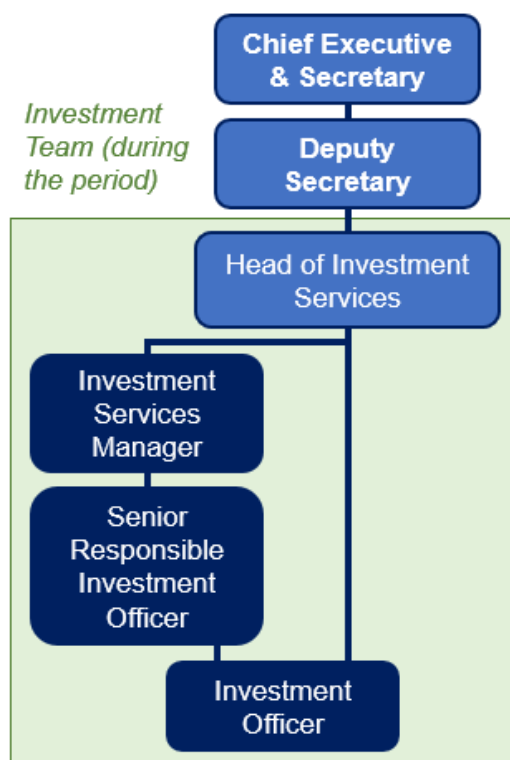 Chief Executive
& Secretary
Investment
Team (during
the period)
Deputy
Secretary
Head of Investment
Services
Investment
Services
Manager
Senior
Responsible
Investment
Officer
Investment
Officer